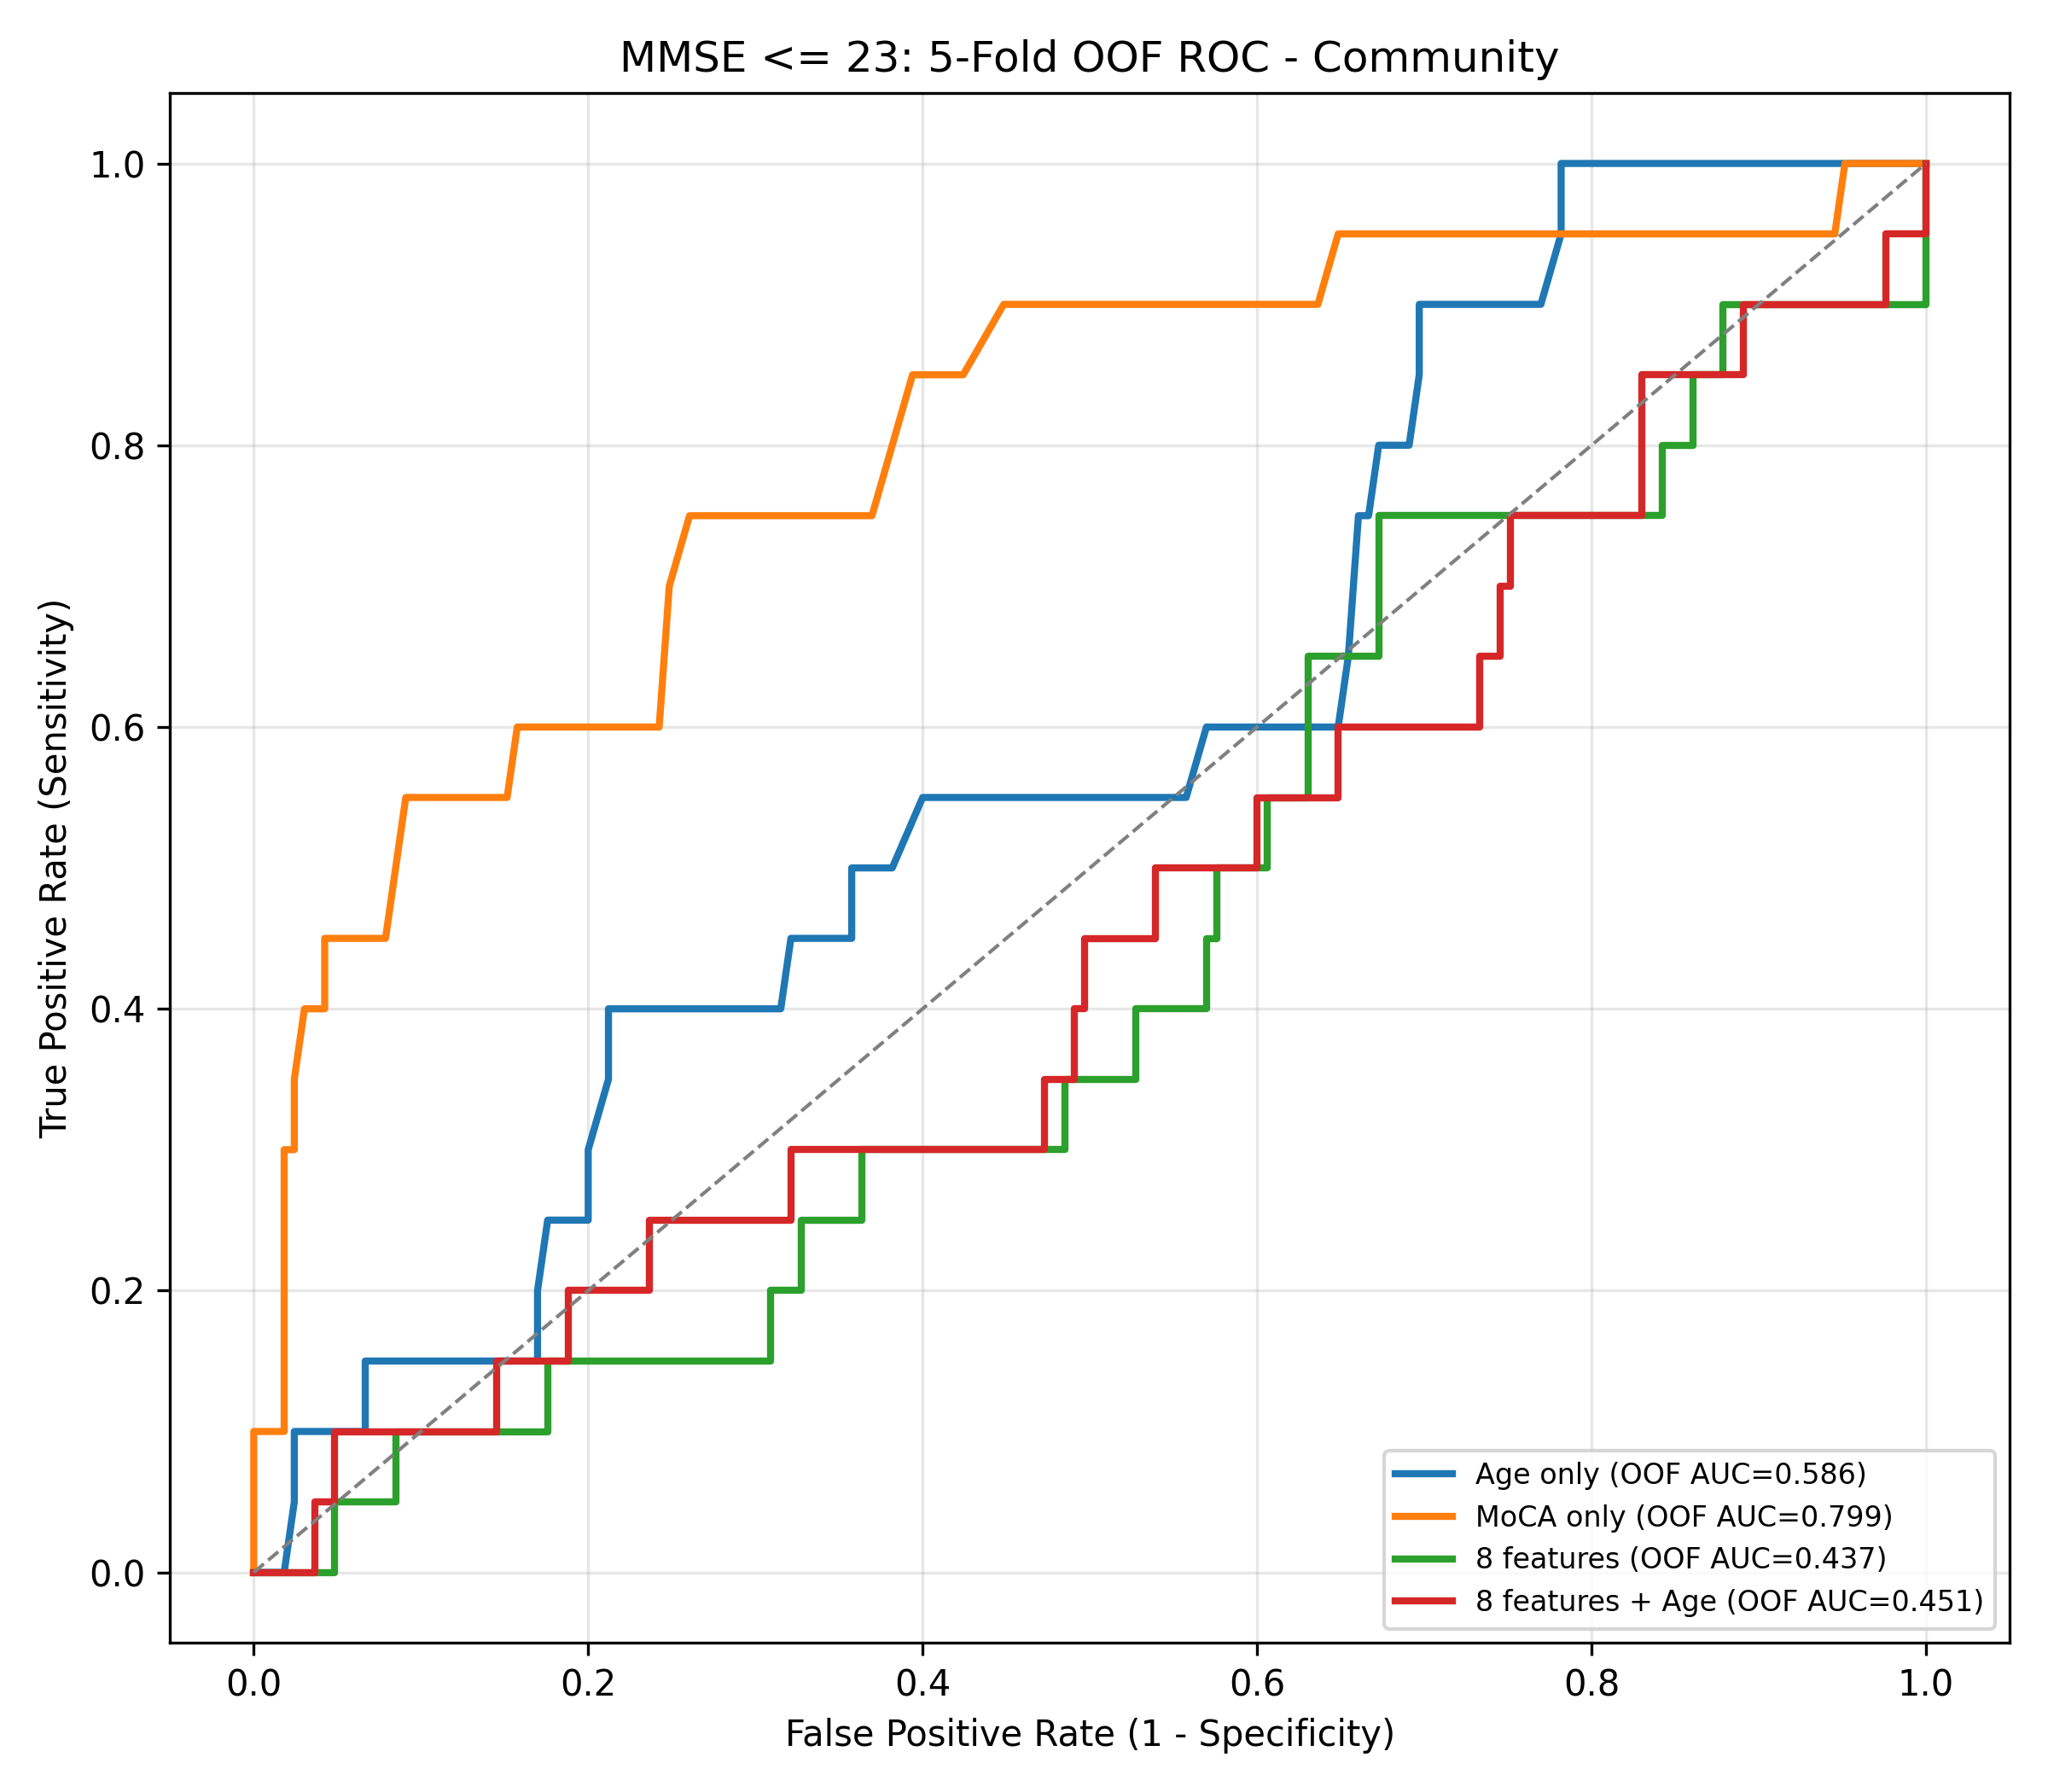 MMSE <= 23: 5-Fold OOF ROC - Community
True Positive Rate (Sensitivity)
1.0
0.8
0.6
0.4
0.2
0.0
Age only (OOF AUC=0.586)
MoCA only (OOF AUC=0.799)
8 features (OOF AUC=0.437)
8 features + Age (OOF AUC=0.451)
0.0 0.2 0.4 0.6 0.8 1.0
False Positive Rate (1 - Specificity)